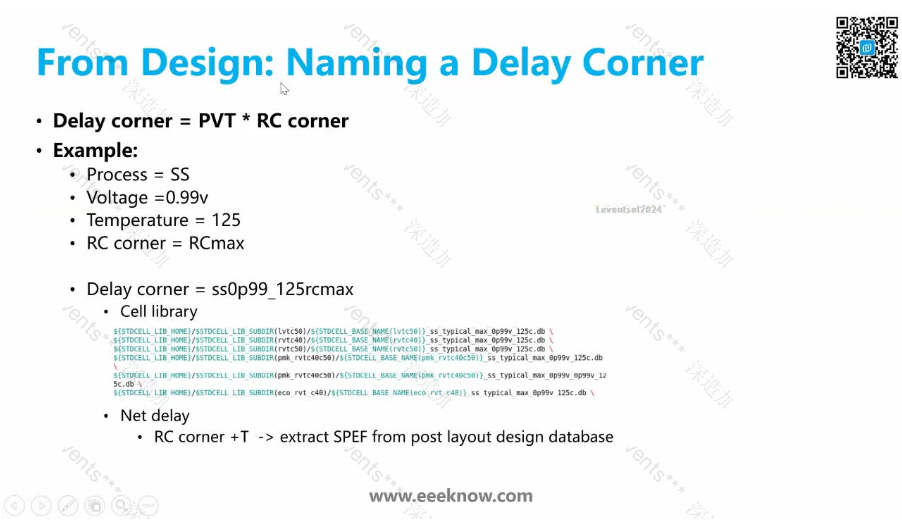 From Design: Naming a Delay Corner
• Delay corner = PVT * RC corner
• Example:
• Process = SS
• Voltage =0.99v
• Temperature = 125
• RC corner = RCmax
Leventsol2024
• Delay corner = ss0p99_125rcmax
• Cell library
${STDCELL_LIB_HOME}/$STDCELL_LIB_SUBDIR(lvtc50)/${STDCELL_BASE_NAME(lvtc50)}_ss_typical_max_0p99v_125c.db \
${STDCELL_LIB_HOME}/$STDCELL_LIB_SUBDIR(rvtc40)/${STDCELL_BASE_NAME(rvtc40)}_ss_typical_max_0p99v_125c.db \
${STDCELL_LIB_HOME}/$STDCELL_LIB_SUBDIR(rvtc50)/${STDCELL_BASE_NAME(rvtc50)}_ss_typical_max_0p99v_125c.db \
${STDCELL_LIB_HOME}/$STDCELL_LIB_SUBDIR(pmk_rvtc40c50)/${STDCELL_BASE_NAME(pmk_rvtc40c50)}_ss_typical_max_0p99v_125c.db
\
${STDCELL_LIB_HOME}/$STDCELL_LIB_SUBDIR(pmk_rvtc40c50)/${STDCELL_BASE_NAME(pmk_rvtc40c50)}_ss_typical_max_0p99v_0p99v_12
5c.db \
${STDCELL_LIB_HOME}/$STDCELL_LIB_SUBDIR(eco_rvt_c40)/${STDCELL_BASE_NAME(eco_rvt_c40)}_ss_typical_max_0p99v_125c.db \
• Net delay
• RC corner +T -> extract SPEF from post layout design database
www.eeeknow.com